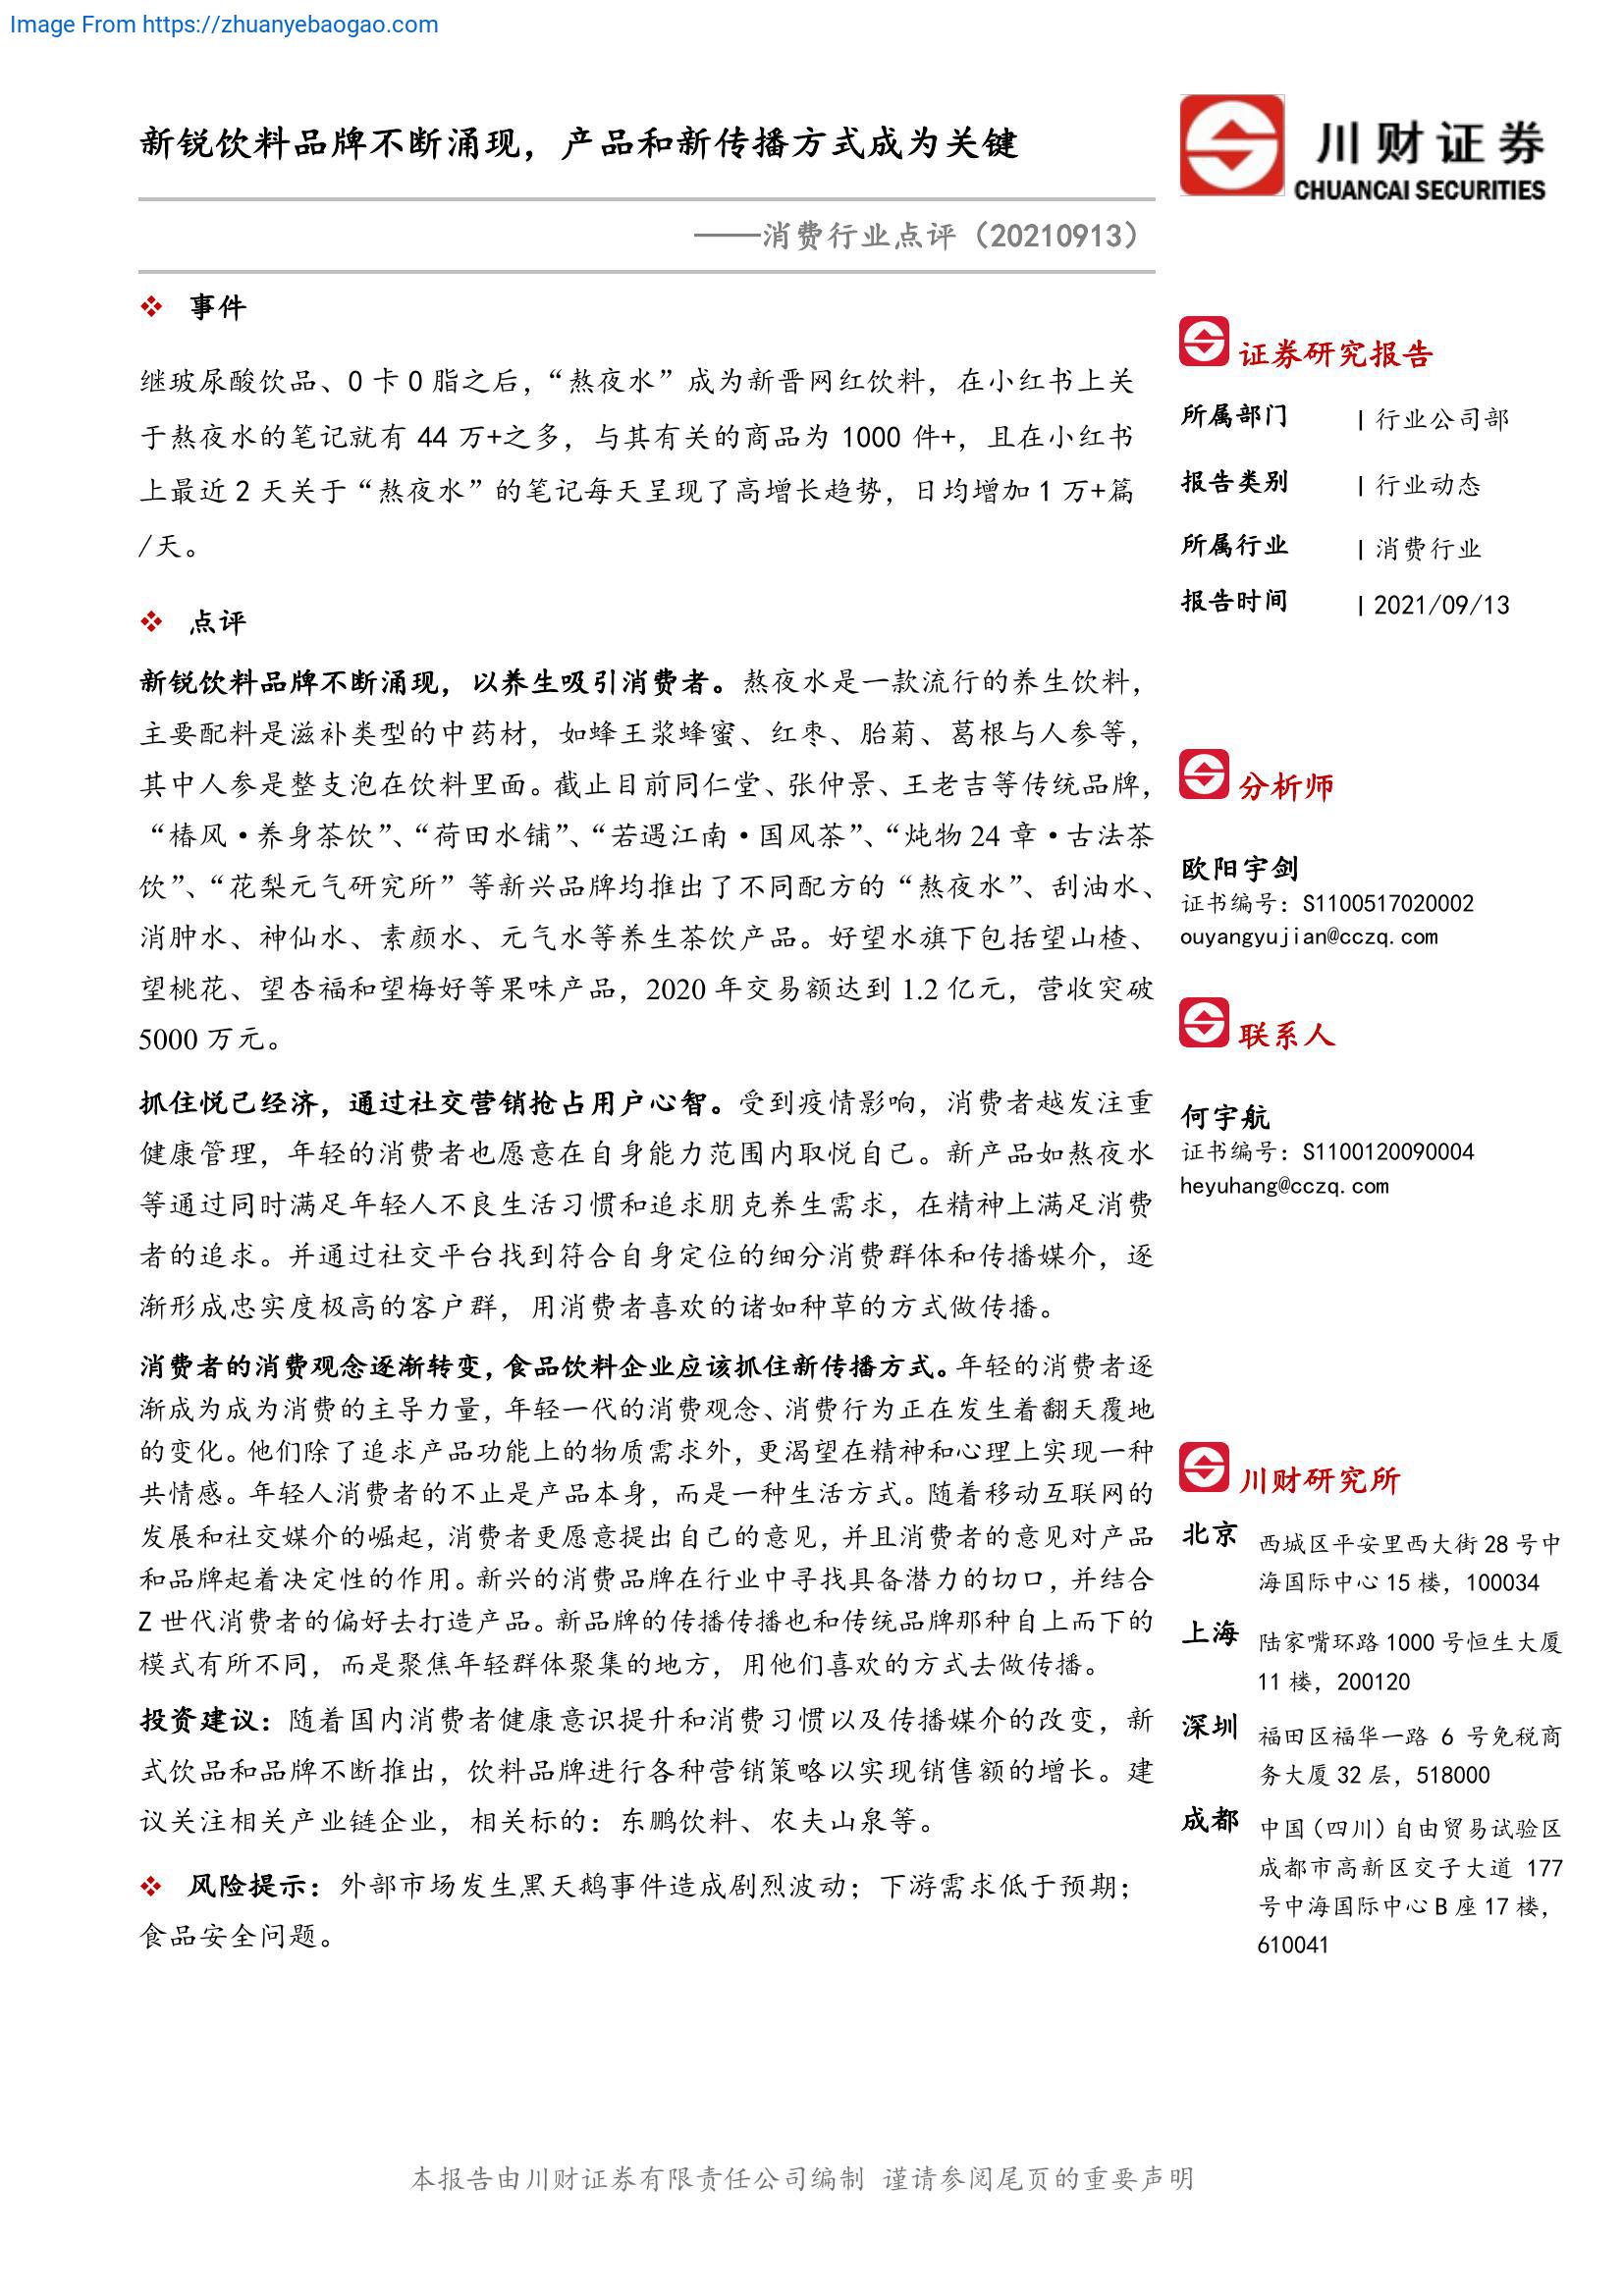 Image From https://zhuanyebaogao.com
新锐饮料品牌不断涌现，产品和新传播方式成为关键
——消费行业点评（20210913）
川财证券
CHUANCAI SECURITIES
❖ 事件
继玻尿酸饮品、0 卡 0 脂之后，“熬夜水”成为新晋网红饮料，在小红书上关
于熬夜水的笔记就有 44 万+之多，与其有关的商品为 1000 件+，且在小红书
上最近 2 天关于“熬夜水”的笔记每天呈现了高增长趋势，日均增加 1 万+篇
/天。
❖ 点评
新锐饮料品牌不断涌现，以养生吸引消费者。熬夜水是一款流行的养生饮料，
主要配料是滋补类型的中药材，如蜂王浆蜂蜜、红枣、胎菊、葛根与人参等，
其中人参是整支泡在饮料里面。截止目前同仁堂、张仲景、王老吉等传统品牌，
“椿风·养身茶饮”、“荷田水铺”、“若遇江南·国风茶”、“炖物 24 章·古法茶
饮”、“花梨元气研究所”等新兴品牌均推出了不同配方的“熬夜水”、刮油水、
消肿水、神仙水、素颜水、元气水等养生茶饮产品。好望水旗下包括望山楂、
望桃花、望杏福和望梅好等果味产品，2020 年交易额达到 1.2 亿元，营收突破
5000 万元。
抓住悦己经济，通过社交营销抢占用户心智。受到疫情影响，消费者越发注重
健康管理，年轻的消费者也愿意在自身能力范围内取悦自己。新产品如熬夜水
等通过同时满足年轻人不良生活习惯和追求朋克养生需求，在精神上满足消费
者的追求。并通过社交平台找到符合自身定位的细分消费群体和传播媒介，逐
渐形成忠实度极高的客户群，用消费者喜欢的诸如种草的方式做传播。
消费者的消费观念逐渐转变，食品饮料企业应该抓住新传播方式。年轻的消费者逐
渐成为成为消费的主导力量，年轻一代的消费观念、消费行为正在发生着翻天覆地
的变化。他们除了追求产品功能上的物质需求外，更渴望在精神和心理上实现一种
共情感。年轻人消费者的不止是产品本身，而是一种生活方式。随着移动互联网的
发展和社交媒介的崛起，消费者更愿意提出自己的意见，并且消费者的意见对产品
和品牌起着决定性的作用。新兴的消费品牌在行业中寻找具备潜力的切口，并结合
Z 世代消费者的偏好去打造产品。新品牌的传播传播也和传统品牌那种自上而下的
模式有所不同，而是聚焦年轻群体聚集的地方，用他们喜欢的方式去做传播。
投资建议：随着国内消费者健康意识提升和消费习惯以及传播媒介的改变，新
式饮品和品牌不断推出，饮料品牌进行各种营销策略以实现销售额的增长。建
议关注相关产业链企业，相关标的：东鹏饮料、农夫山泉等。
❖ 风险提示：外部市场发生黑天鹅事件造成剧烈波动；下游需求低于预期；
食品安全问题。
证券研究报告
所属部门 | 行业公司部
报告类别 | 行业动态
所属行业 | 消费行业
报告时间 | 2021/09/13
分析师
欧阳宇剑
证书编号：S1100517020002
ouyangyujian@cczq.com
联系人
何宇航
证书编号：S1100120090004
heyuhang@cczq.com
川财研究所
北京 西城区平安里西大街 28 号中
海国际中心 15 楼，100034
上海 陆家嘴环路 1000 号恒生大厦
11 楼，200120
深圳 福田区福华一路 6 号免税商
务大厦 32 层，518000
成都 中国（四川）自由贸易试验区
成都市高新区交子大道 177
号中海国际中心 B 座 17 楼，
610041
本报告由川财证券有限责任公司编制 谨请参阅尾页的重要声明